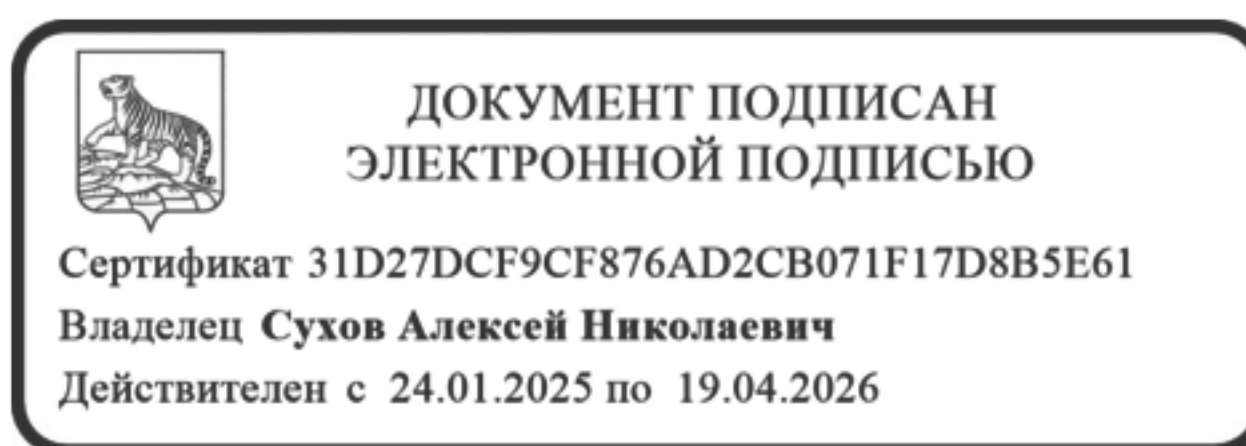 ДОКУМЕНТ ПОДПИСАН
ЭЛЕКТРОННОЙ ПОДПИСЬЮ
Сертификат 31D27DCF9CF876AD2CB071F17D8B5E61
Владелец Сухов Алексей Николаевич
Действителен с 24.01.2025 по 19.04.2026